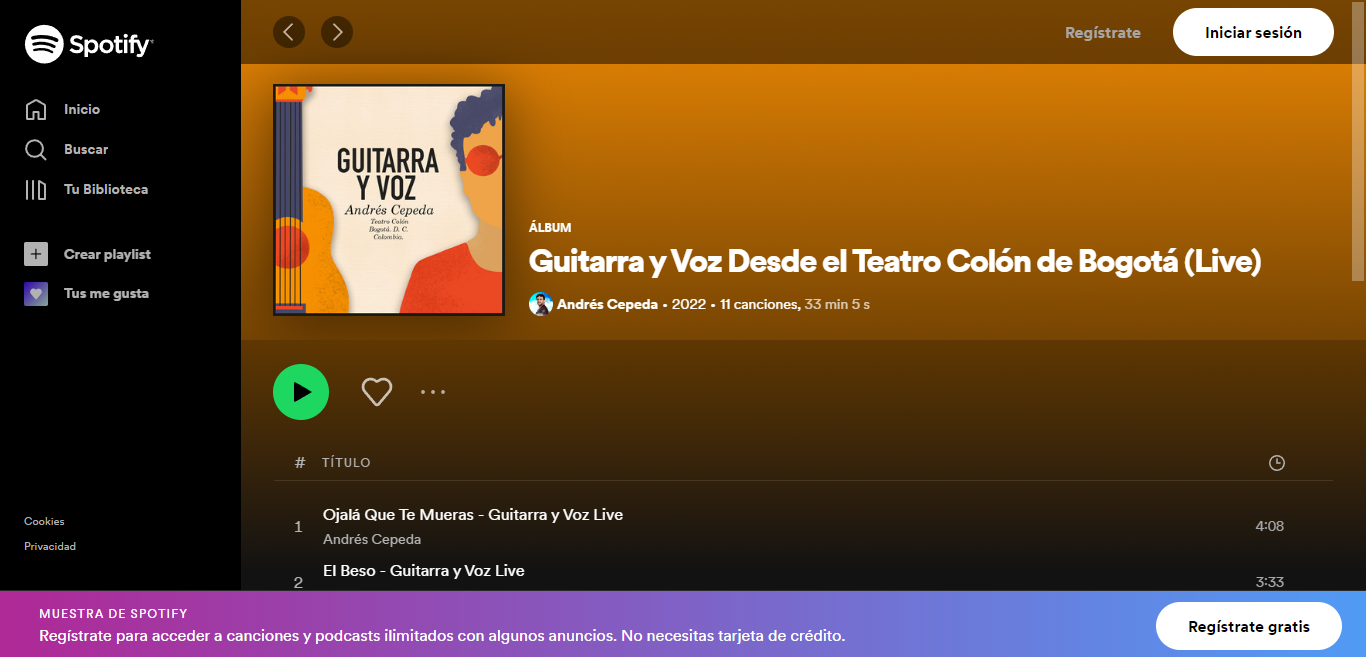 Spotify
Inicio
Buscar
Tu Biblioteca
Crear playlist
Tus me gusta
Cookies
Privacidad
Regístrate
Iniciar sesión
GUITARRA
Y VOZ
Andrés Cepeda
Teatro Colón
Bogotá. D. C.
Colombia.
ÁLBUM
Guitarra y Voz Desde el Teatro Colón de Bogotá (Live)
Andrés Cepeda • 2022 • 11 canciones, 33 min 5 s
# TÍTULO
1 Ojalá Que Te Mueras - Guitarra y Voz Live 4:08
Andrés Cepeda
2 El Beso - Guitarra y Voz Live 3:33
MUESTRA DE SPOTIFY
Regístrate para acceder a canciones y podcasts ilimitados con algunos anuncios. No necesitas tarjeta de crédito.
Regístrate gratis